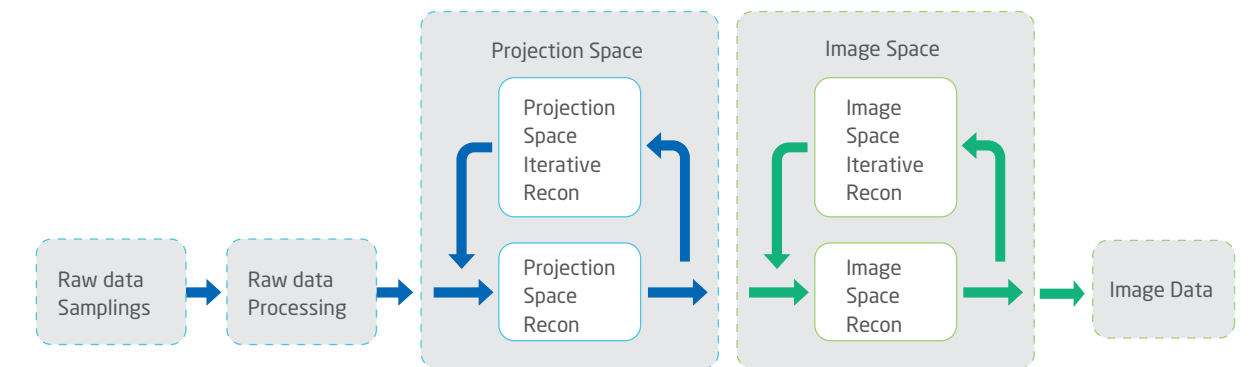 Projection Space
Projection
Space
Iterative
Recon
Projection
Space
Recon
Image Space
Image
Space
Iterative
Recon
Image
Space
Recon
Raw data
Samplings
Raw data
Processing
Image Data